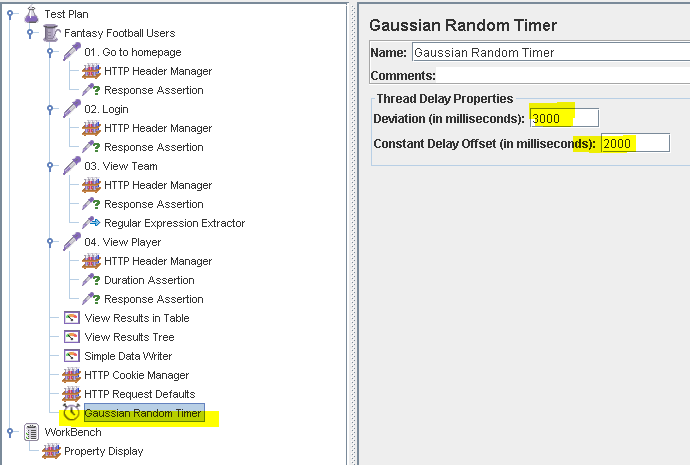 Test Plan
Fantasy Football Users
01. Go to homepage
HTTP Header Manager
Response Assertion
02. Login
HTTP Header Manager
Response Assertion
03. View Team
HTTP Header Manager
Response Assertion
Regular Expression Extractor
04. View Player
HTTP Header Manager
Duration Assertion
Response Assertion
View Results in Table
View Results Tree
Simple Data Writer
HTTP Cookie Manager
HTTP Request Defaults
Gaussian Random Timer
WorkBench
Property Display
Gaussian Random Timer
Name: Gaussian Random Timer
Comments:
Thread Delay Properties
Deviation (in milliseconds): 3000
Constant Delay Offset (in milliseconds): 2000